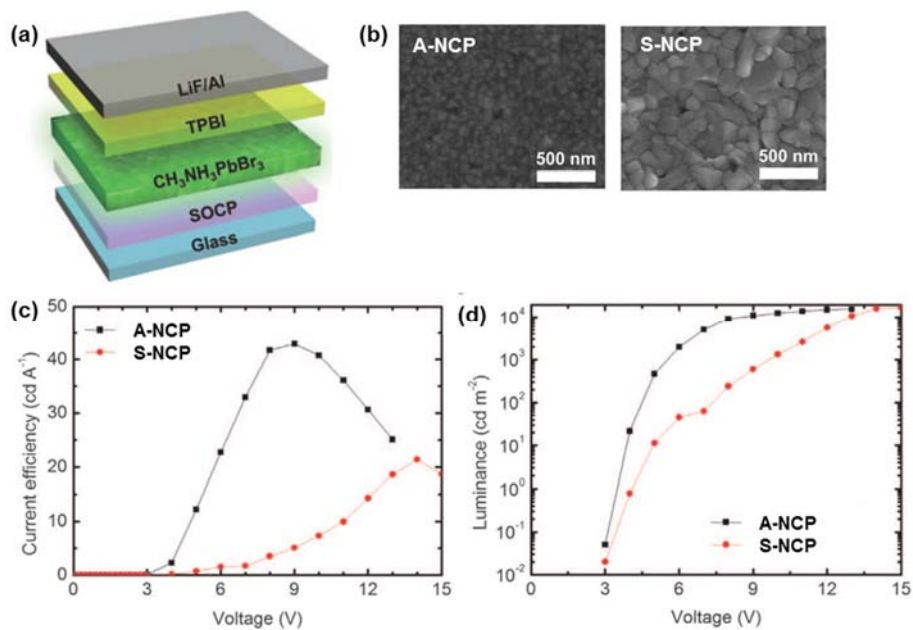 (a)
LiF/Al
TPBI
CH₃NH₃PbBr₃
SOCP
Glass
(b)
A-NCP
500 nm
S-NCP
500 nm
(c)
Current efficiency (cd A⁻¹)
50
40
30
20
10
0
A-NCP
S-NCP
0 3 6 9 12 15
Voltage (V)
(d)
Luminance (cd m⁻²)
10⁴
10³
10²
10¹
10⁰
10⁻¹
10⁻²
A-NCP
S-NCP
0 3 6 9 12 15
Voltage (V)